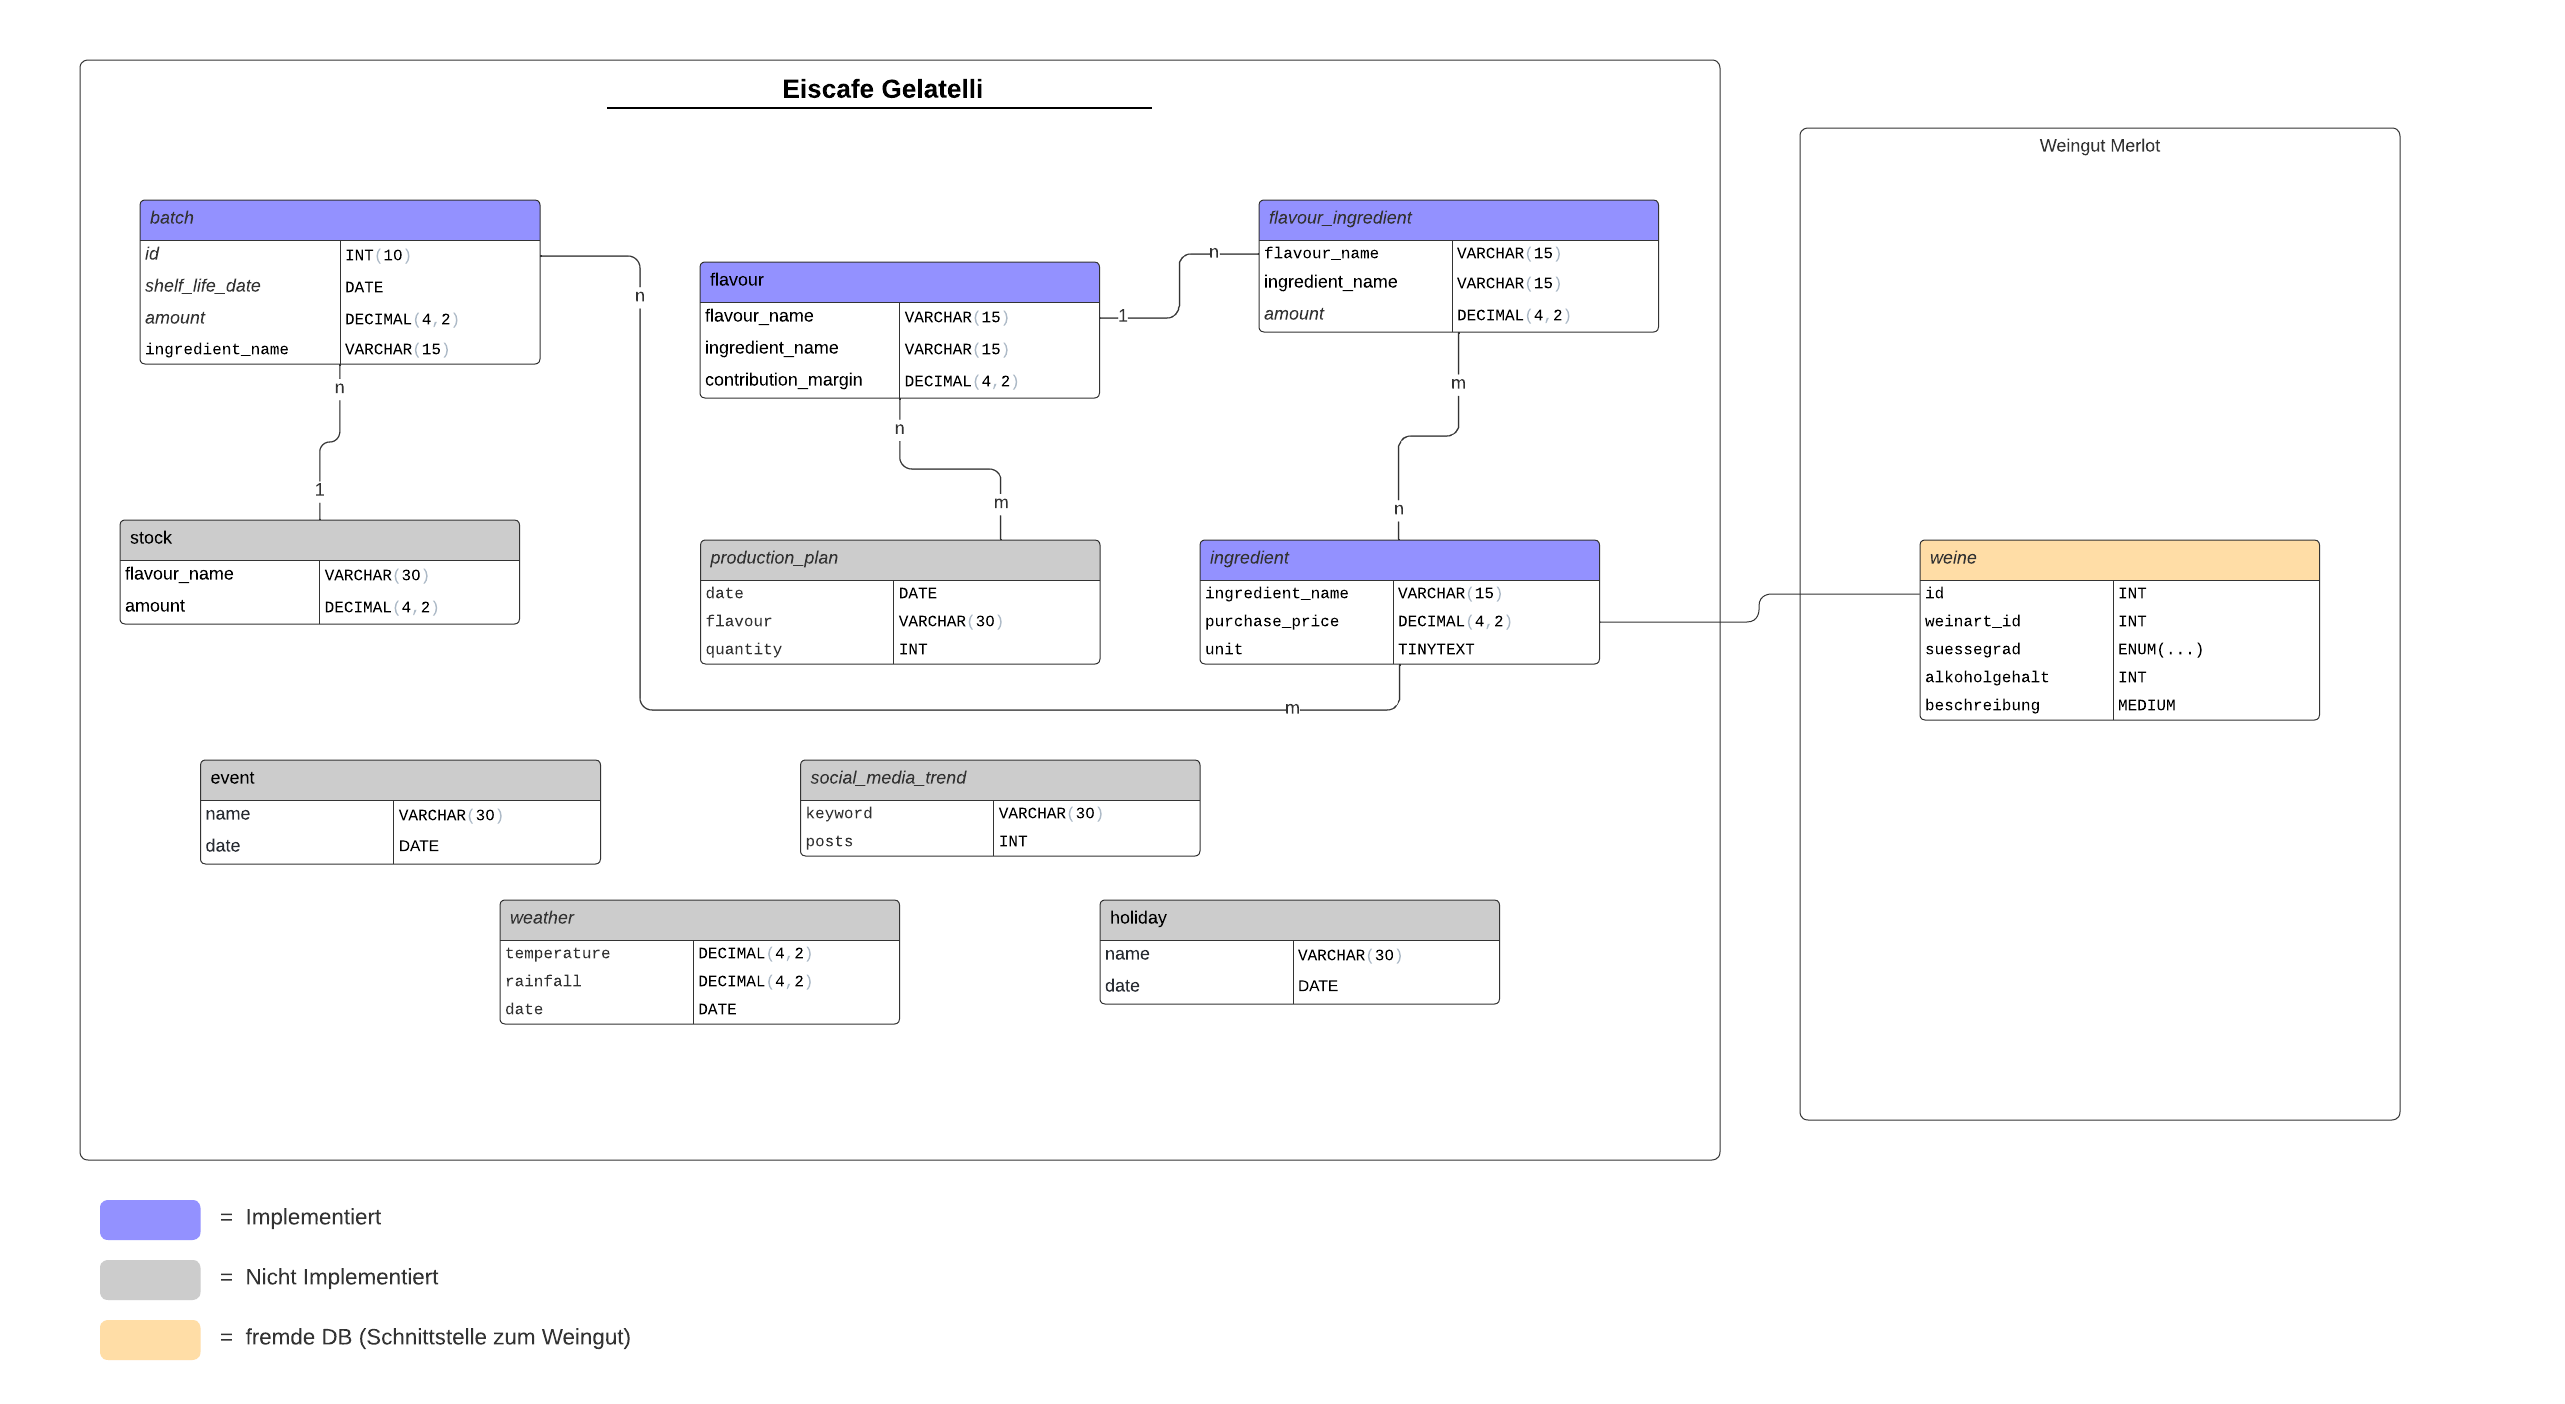 Eiscafe Gelatelli
Weingut Merlot
batch
id INT(10)
shelf_life_date DATE
amount DECIMAL(4,2)
ingredient_name VARCHAR(15)
n
n
1
flavour
flavour_name VARCHAR(15)
ingredient_name VARCHAR(15)
contribution_margin DECIMAL(4,2)
1
n
n
m
flavour_ingredient
flavour_name VARCHAR(15)
ingredient_name VARCHAR(15)
amount DECIMAL(4,2)
m
n
stock
flavour_name VARCHAR(30)
amount DECIMAL(4,2)
production_plan
date DATE
flavour VARCHAR(30)
quantity INT
ingredient
ingredient_name VARCHAR(15)
purchase_price DECIMAL(4,2)
unit TINYTEXT
m
weine
id INT
weinart_id INT
suessegrad ENUM(...)
alkoholgehalt INT
beschreibung MEDIUM
event
name VARCHAR(30)
date DATE
social_media_trend
keyword VARCHAR(30)
posts INT
weather
temperature DECIMAL(4,2)
rainfall DECIMAL(4,2)
date DATE
holiday
name VARCHAR(30)
date DATE
= Implementiert
= Nicht Implementiert
= fremde DB (Schnittstelle zum Weingut)